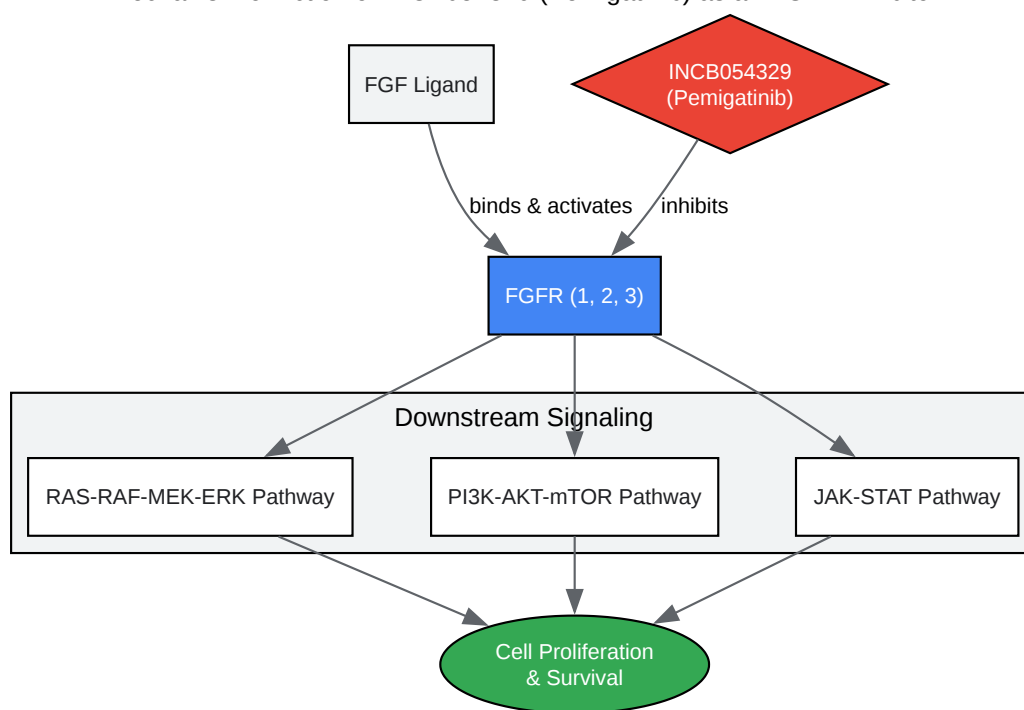 FGF Ligand
INCB054329
(Pemigatinib)
binds & activates
inhibits
FGFR (1, 2, 3)
Downstream Signaling
RAS-RAF-MEK-ERK Pathway
PI3K-AKT-mTOR Pathway
JAK-STAT Pathway
Cell Proliferation
& Survival